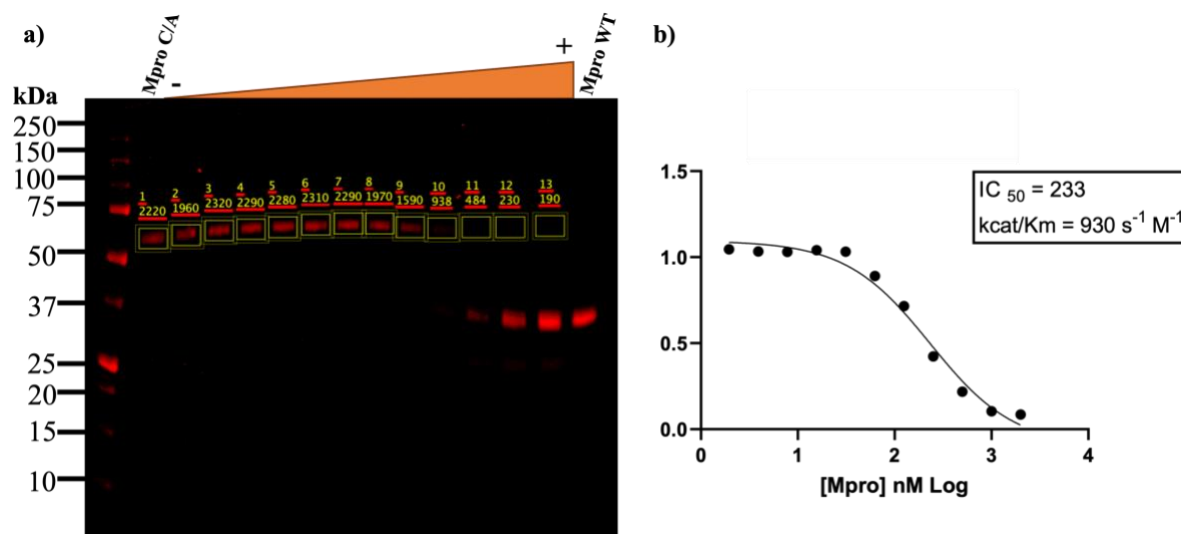 a)
Mpro C/A
-
+
Mpro WT
kDa
250
150
100
75
50
37
25
20
15
10
1 2 3 4 5 6 7 8 9 10 11 12 13
2220 1960 2320 2290 2280 2310 2290 1970 1590 938 484 230 190
b)
1.5
1.0
0.5
0.0
0 1 2 3 4
[Mpro] nM Log
IC 50 = 233
kcat/Km = 930 s⁻¹ M⁻¹